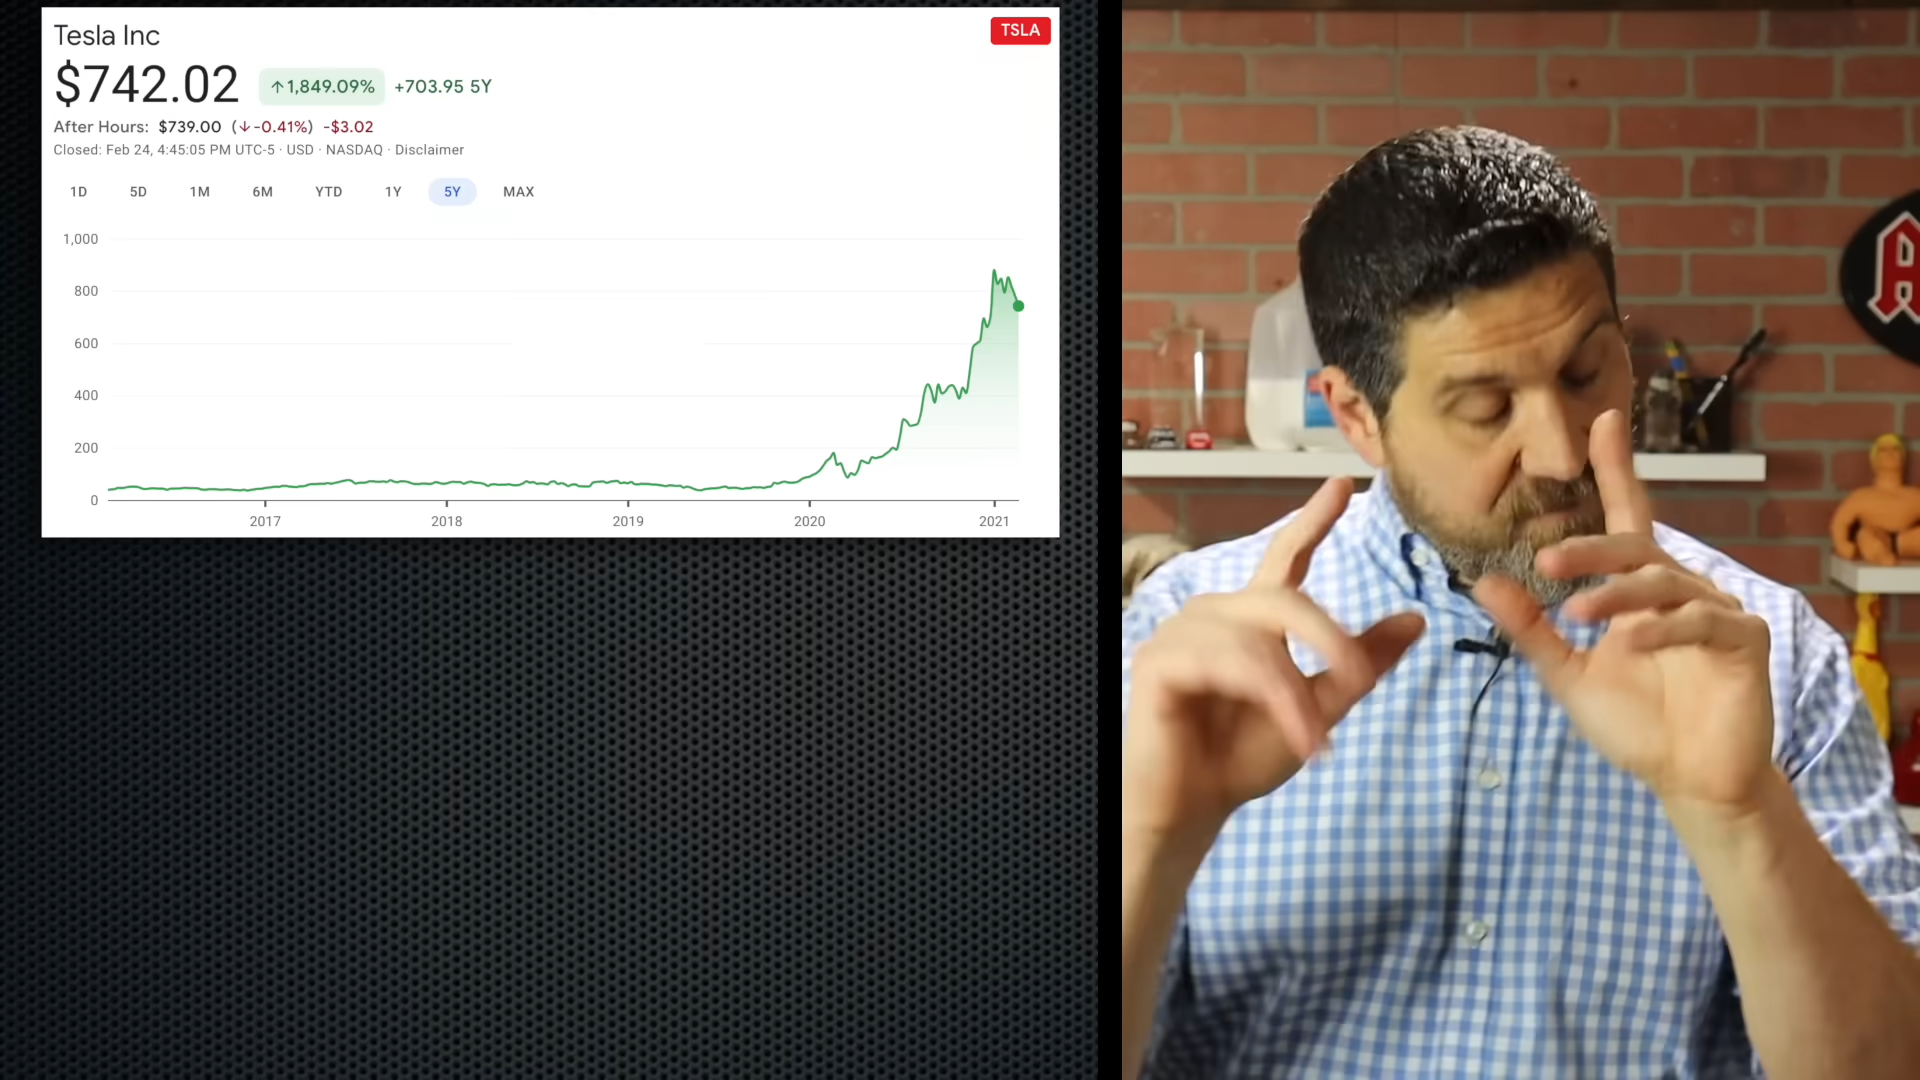 Tesla Inc
TSLA
$742.02 ↑1,849.09% +703.95 5Y
After Hours: $739.00 (↓-0.41%) -$3.02
Closed: Feb 24, 4:45:05 PM UTC-5 · USD · NASDAQ · Disclaimer
1D 5D 1M 6M YTD 1Y 5Y MAX
1,000
800
600
400
200
0
2017 2018 2019 2020 2021
A